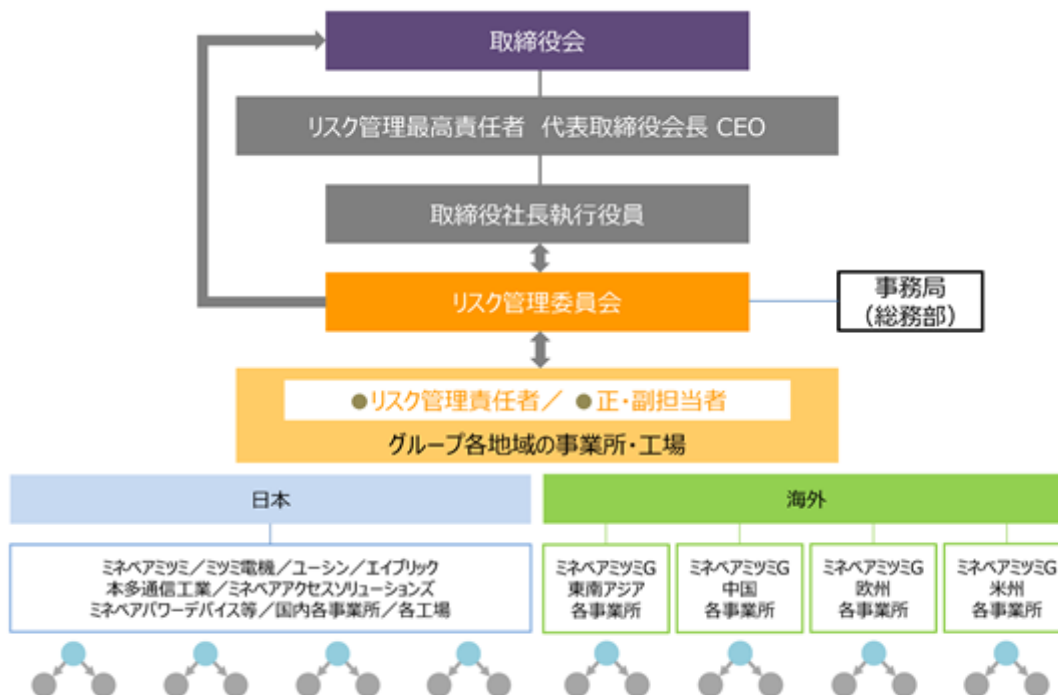 取締役会
リスク管理最高責任者 代表取締役会長 CEO
取締役社長執行役員
リスク管理委員会
事務局
（総務部）
●リスク管理責任者／ ●正・副担当者
グループ各地域の事業所・工場
日本
海外
ミネベアミツミ／ミツミ電機／ユーシン／エイブリック
本多通信工業／ミネベアアクセスソリューションズ
ミネベアパワーデバイス等／国内各事業所／各工場
ミネベアミツミG
東南アジア
各事業所
ミネベアミツミG
中国
各事業所
ミネベアミツミG
欧州
各事業所
ミネベアミツミG
米州
各事業所